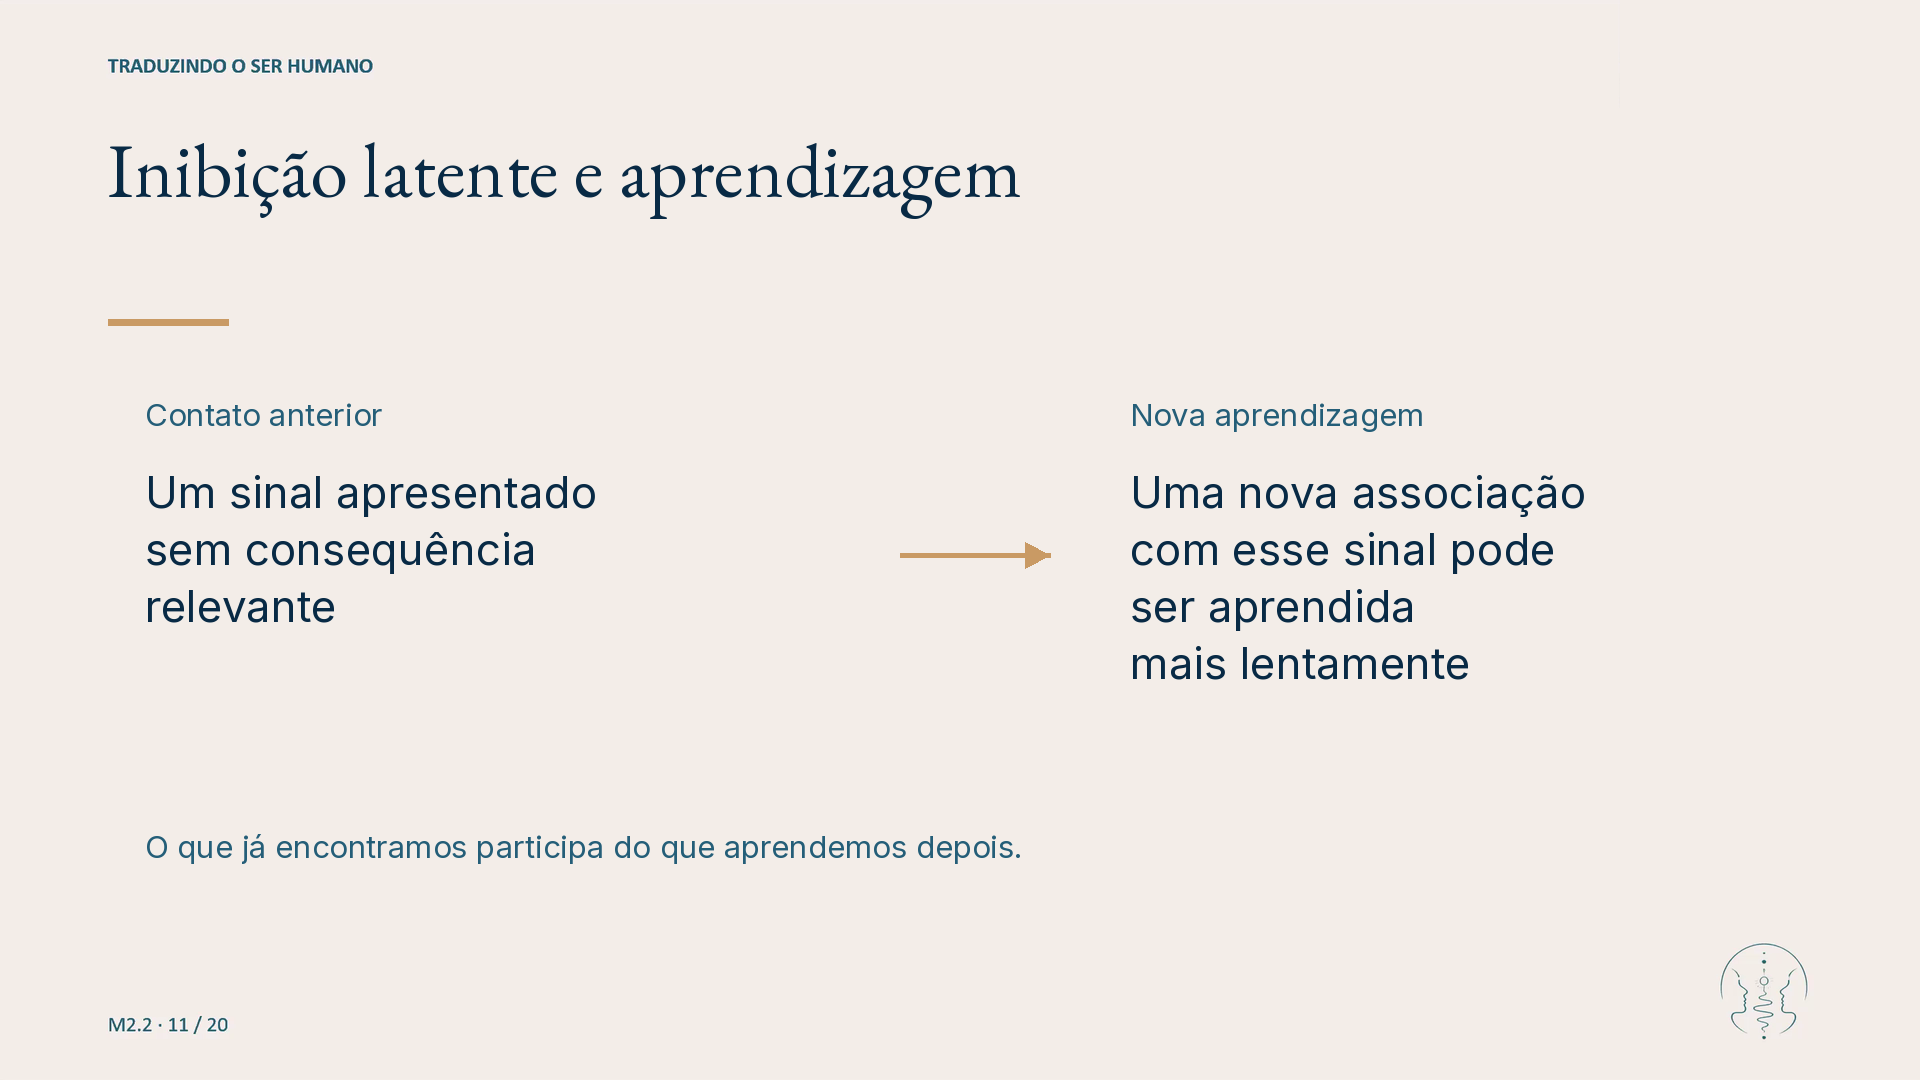 TRADUZINDO O SER HUMANO
Inibição latente e aprendizagem
Contato anterior
Um sinal apresentado
sem consequência
relevante
Nova aprendizagem
Uma nova associação
com esse sinal pode
ser aprendida
mais lentamente
O que já encontramos participa do que aprendemos depois.
M2.2 · 11 / 20